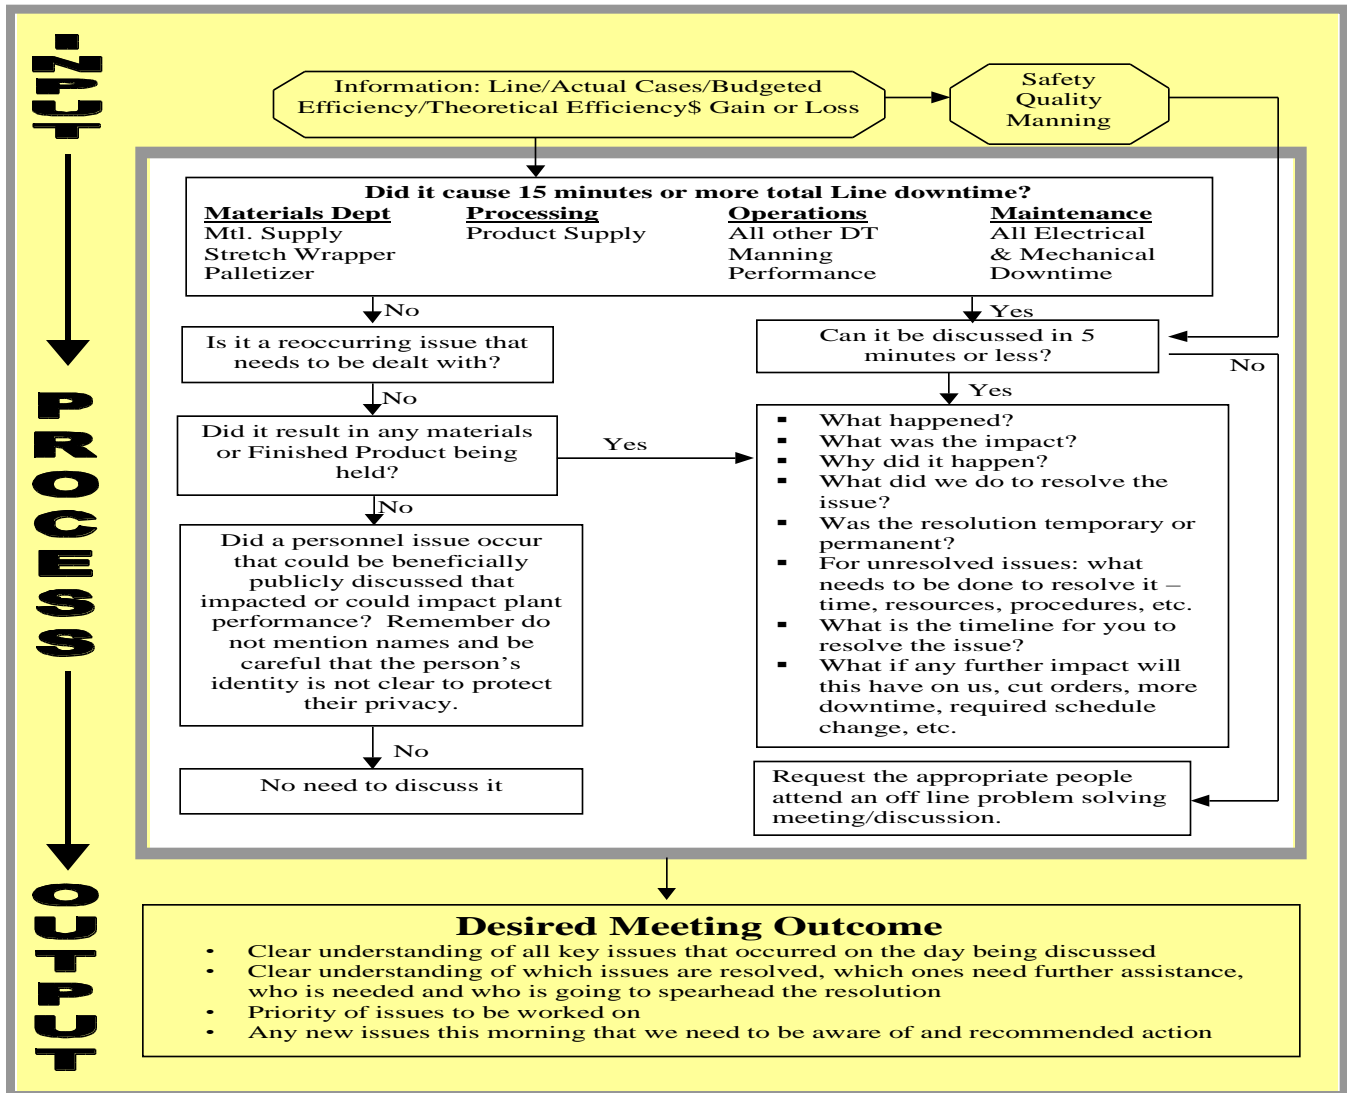 INPUT
Information: Line/Actual Cases/Budgeted
Efficiency/Theoretical Efficiency$ Gain or Loss
Safety
Quality
Manning
Did it cause 15 minutes or more total Line downtime?
Materials Dept
Mtl. Supply
Stretch Wrapper
Palletizer
Processing
Product Supply
Operations
All other DT
Manning
Performance
Maintenance
All Electrical
& Mechanical
Downtime
No
Yes
Is it a reoccurring issue that
needs to be dealt with?
Can it be discussed in 5
minutes or less?
No
No
Yes
PROCESS
Did it result in any materials
or Finished Product being
held?
Yes
No
Did a personnel issue occur
that could be beneficially
publicly discussed that
impacted or could impact plant
performance?  Remember do
not mention names and be
careful that the person’s
identity is not clear to protect
their privacy.
No
No need to discuss it
▪ What happened?
▪ What was the impact?
▪ Why did it happen?
▪ What did we do to resolve the
issue?
▪ Was the resolution temporary or
permanent?
▪ For unresolved issues: what
needs to be done to resolve it –
time, resources, procedures, etc.
▪ What is the timeline for you to
resolve the issue?
▪ What if any further impact will
this have on us, cut orders, more
downtime, required schedule
change, etc.
Request the appropriate people
attend an off line problem solving
meeting/discussion.
OUTPUT
Desired Meeting Outcome
• Clear understanding of all key issues that occurred on the day being discussed
• Clear understanding of which issues are resolved, which ones need further assistance,
who is needed and who is going to spearhead the resolution
• Priority of issues to be worked on
• Any new issues this morning that we need to be aware of and recommended action